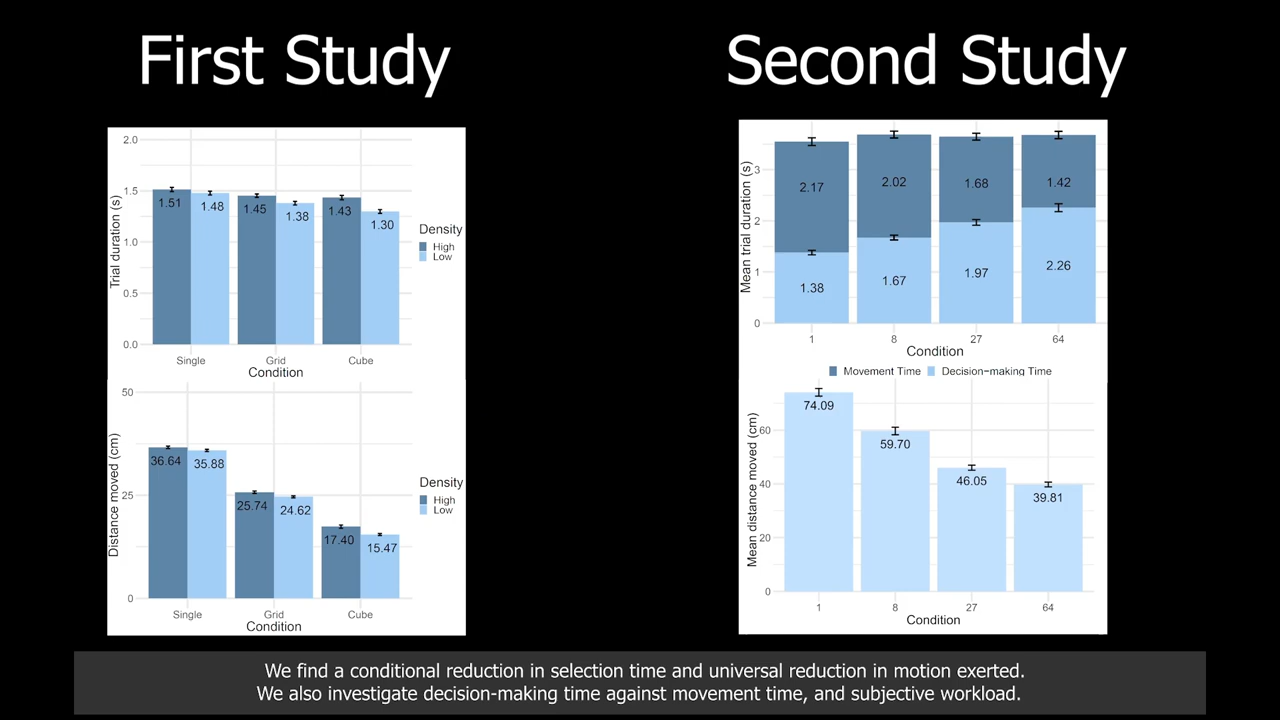 First Study
Second Study
2.0
1.5
1.0
0.5
0.0
Trial duration (s)
1.51
1.48
1.45
1.38
1.43
1.30
Density
High
Low
Single
Grid
Cube
Condition
50
25
0
Distance moved (cm)
36.64
35.88
25.74
24.62
17.40
15.47
Density
High
Low
Single
Grid
Cube
Condition
3
2
1
0
Mean trial duration (s)
2.17
2.02
1.68
1.42
1.38
1.67
1.97
2.26
1
8
27
64
Condition
Movement Time
Decision-making Time
60
40
20
0
Mean distance moved (cm)
74.09
59.70
46.05
39.81
1
8
27
64
Condition
We find a conditional reduction in selection time and universal reduction in motion exerted.
We also investigate decision-making time against movement time, and subjective workload.